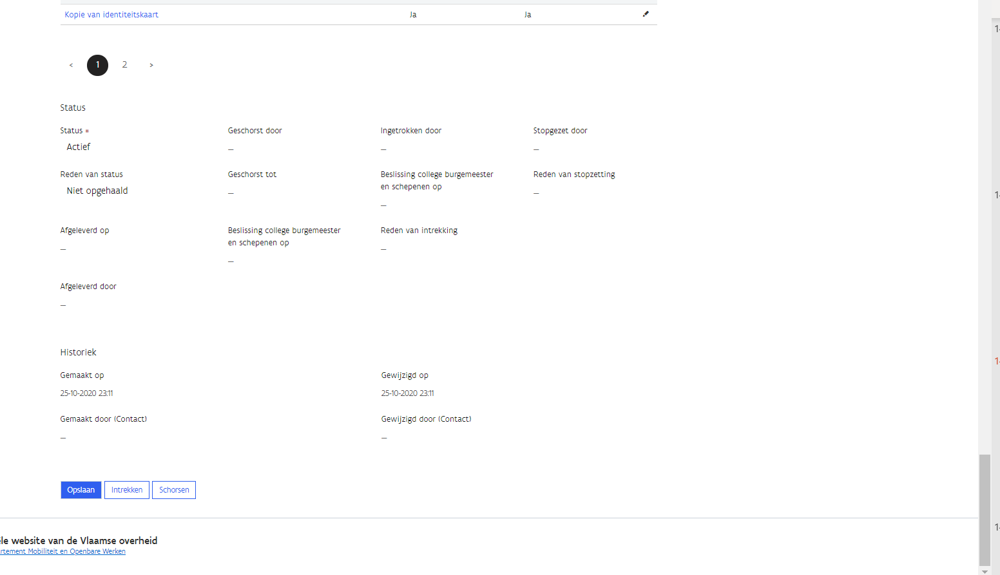 Kopie van identiteitskaart Ja Ja
< 1 2 >
Status
Status * Geschorst door Ingetrokken door Stopgezet door
Actief – – –
Reden van status Geschorst tot Beslissing college burgemeester en schepenen op Reden van stopzetting
Niet opgehaald – – –
Afgeleverd op Beslissing college burgemeester en schepenen op Reden van intrekking
– – –
Afgeleverd door
–
Historiek
Gemaakt op Gewijzigd op
25-10-2020 23:11 25-10-2020 23:11
Gemaakt door (Contact) Gewijzigd door (Contact)
– –
Opslaan Intrekken Schorsen
le website van de Vlaamse overheid
rtement Mobiliteit en Openbare Werken